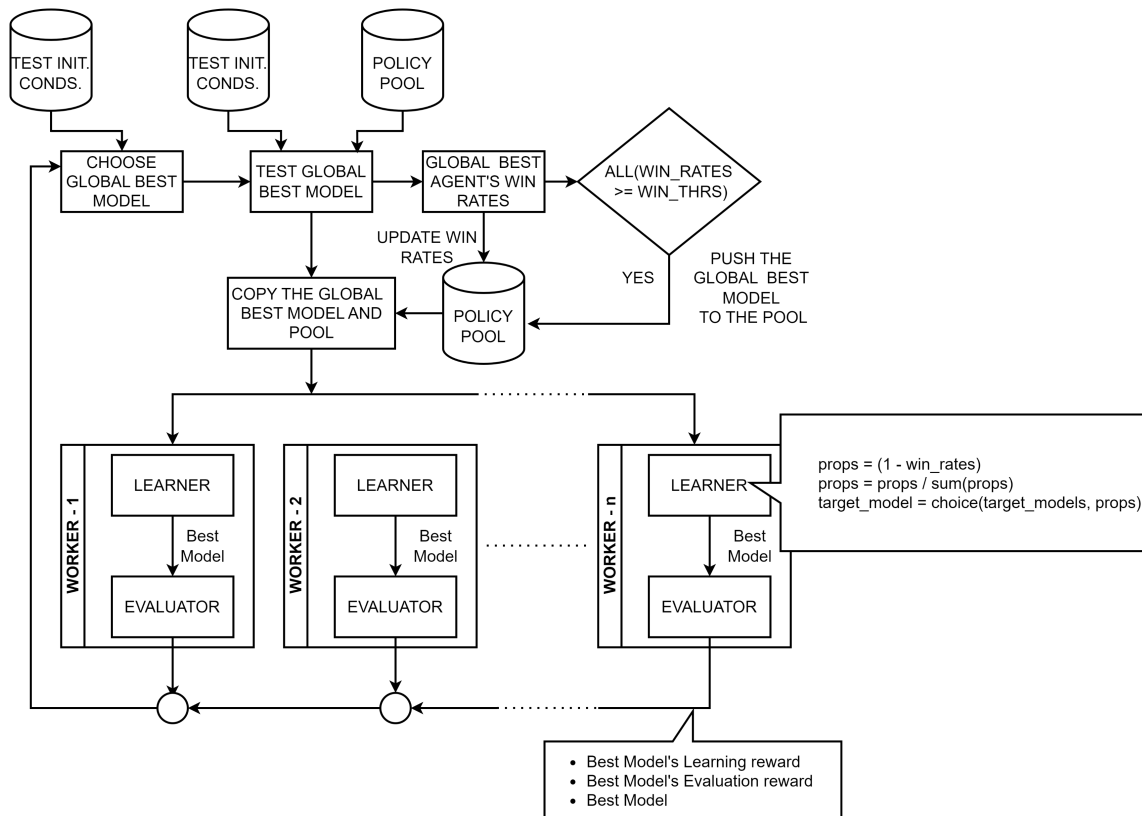 TEST INIT.
CONDS.
TEST INIT.
CONDS.
POLICY
POOL
CHOOSE
GLOBAL BEST
MODEL
TEST GLOBAL
BEST MODEL
GLOBAL BEST
AGENT'S WIN
RATES
ALL(WIN_RATES
>= WIN_THRS)
UPDATE WIN
RATES
YES
PUSH THE
GLOBAL BEST
MODEL
TO THE POOL
COPY THE GLOBAL
BEST MODEL AND
POOL
POLICY
POOL
WORKER - 1
LEARNER
Best
Model
EVALUATOR
WORKER - 2
LEARNER
Best
Model
EVALUATOR
WORKER - n
LEARNER
Best
Model
EVALUATOR
props = (1 - win_rates)
props = props / sum(props)
target_model = choice(target_models, props)
• Best Model's Learning reward
• Best Model's Evaluation reward
• Best Model